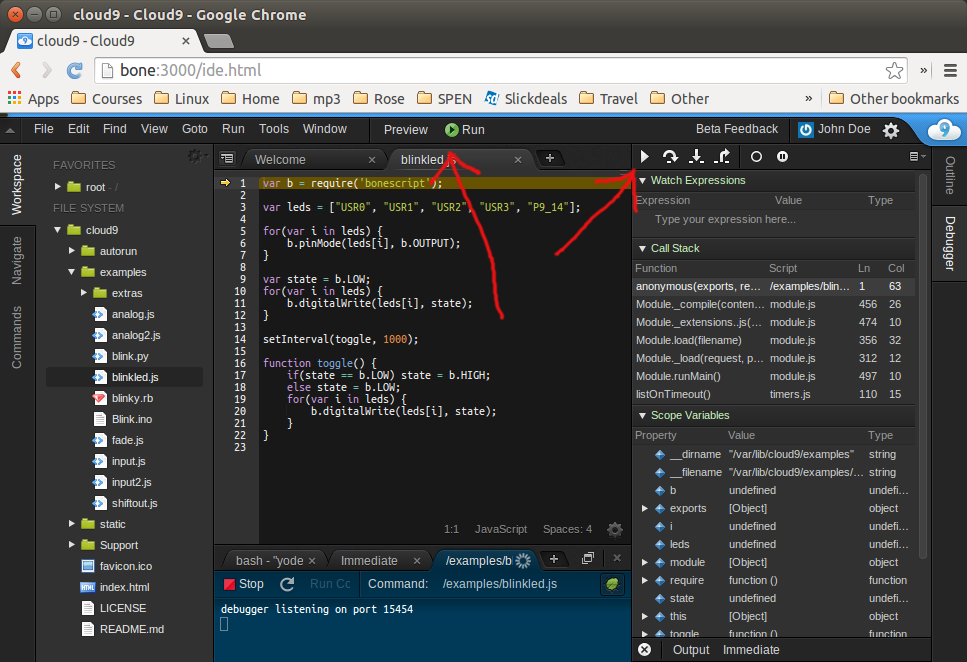 cloud9 - Cloud9 - Google Chrome
cloud9 - Cloud9
bone:3000/ide.html
Apps Courses Linux Home mp3 Rose SPEN Slickdeals Travel Other » Other bookmarks
File Edit Find View Goto Run Tools Window Preview Run Beta Feedback John Doe
Workspace
Navigate
Commands
FAVORITES
root - /
FILE SYSTEM
cloud9
autorun
examples
extras
analog.js
analog2.js
blink.py
blinkled.js
blinky.rb
Blink.ino
fade.js
input.js
input2.js
shiftout.js
static
Support
favicon.ico
index.html
LICENSE
README.md
Welcome blinkled.js
1 var b = require('bonescript');
2
3 var leds = ["USR0", "USR1", "USR2", "USR3", "P9_14"];
4
5 for(var i in leds) {
6 b.pinMode(leds[i], b.OUTPUT);
7 }
8
9 var state = b.LOW;
10 for(var i in leds) {
11 b.digitalWrite(leds[i], state);
12 }
13
14 setInterval(toggle, 1000);
15
16 function toggle() {
17 if(state == b.LOW) state = b.HIGH;
18 else state = b.LOW;
19 for(var i in leds) {
20 b.digitalWrite(leds[i], state);
21 }
22 }
23
1:1 JavaScript Spaces: 4
bash - "yode Immediate /examples/b
Stop Run Cc Command: /examples/blinkled.js
debugger listening on port 15454
Watch Expressions
Expression Value Type
Type your expression here...
Call Stack
Function Script Ln Col
anonymous(exports, re... /examples/blin... 1 63
Module._compile(conten... module.js 456 26
Module._extensions..js(... module.js 474 10
Module.load(filename) module.js 356 32
Module._load(request, p... module.js 312 12
Module.runMain() module.js 497 10
listOnTimeout() timers.js 110 15
Scope Variables
Property Value Type
__dirname "/var/lib/cloud9/examples" string
__filename "/var/lib/cloud9/examples/... string
b undefined undefi...
exports [Object] object
i undefined undefi...
leds undefined undefi...
module [Object] object
require function () function
state undefined undefi...
this [Object] object
toggle function () function
Output Immediate
Outline
Debugger